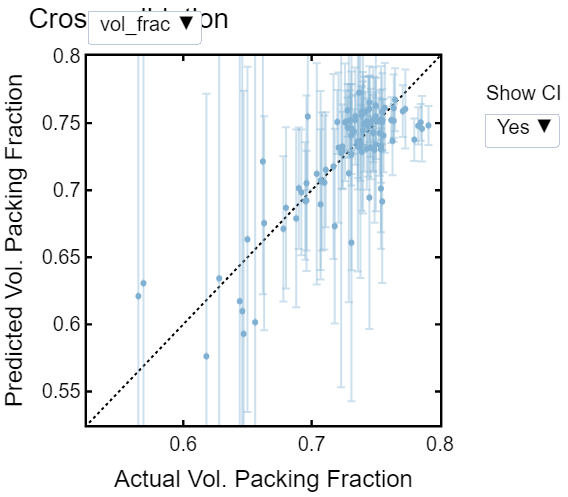 Cros
vol_frac ▼
Show CI
Yes ▼
Predicted Vol. Packing Fraction
0.8
0.75
0.7
0.65
0.6
0.55
0.6
0.7
0.8
Actual Vol. Packing Fraction